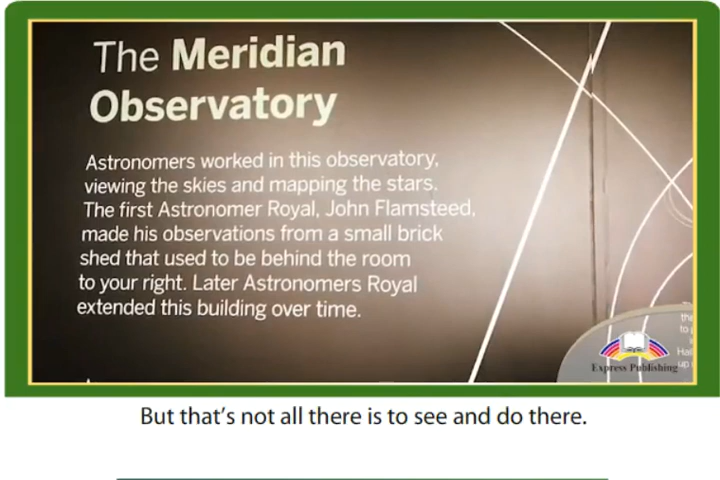 The Meridian
Observatory
Astronomers worked in this observatory,
viewing the skies and mapping the stars.
The first Astronomer Royal, John Flamsteed,
made his observations from a small brick
shed that used to be behind the room
to your right. Later Astronomers Royal
extended this building over time.
Express Publishing
But that's not all there is to see and do there.